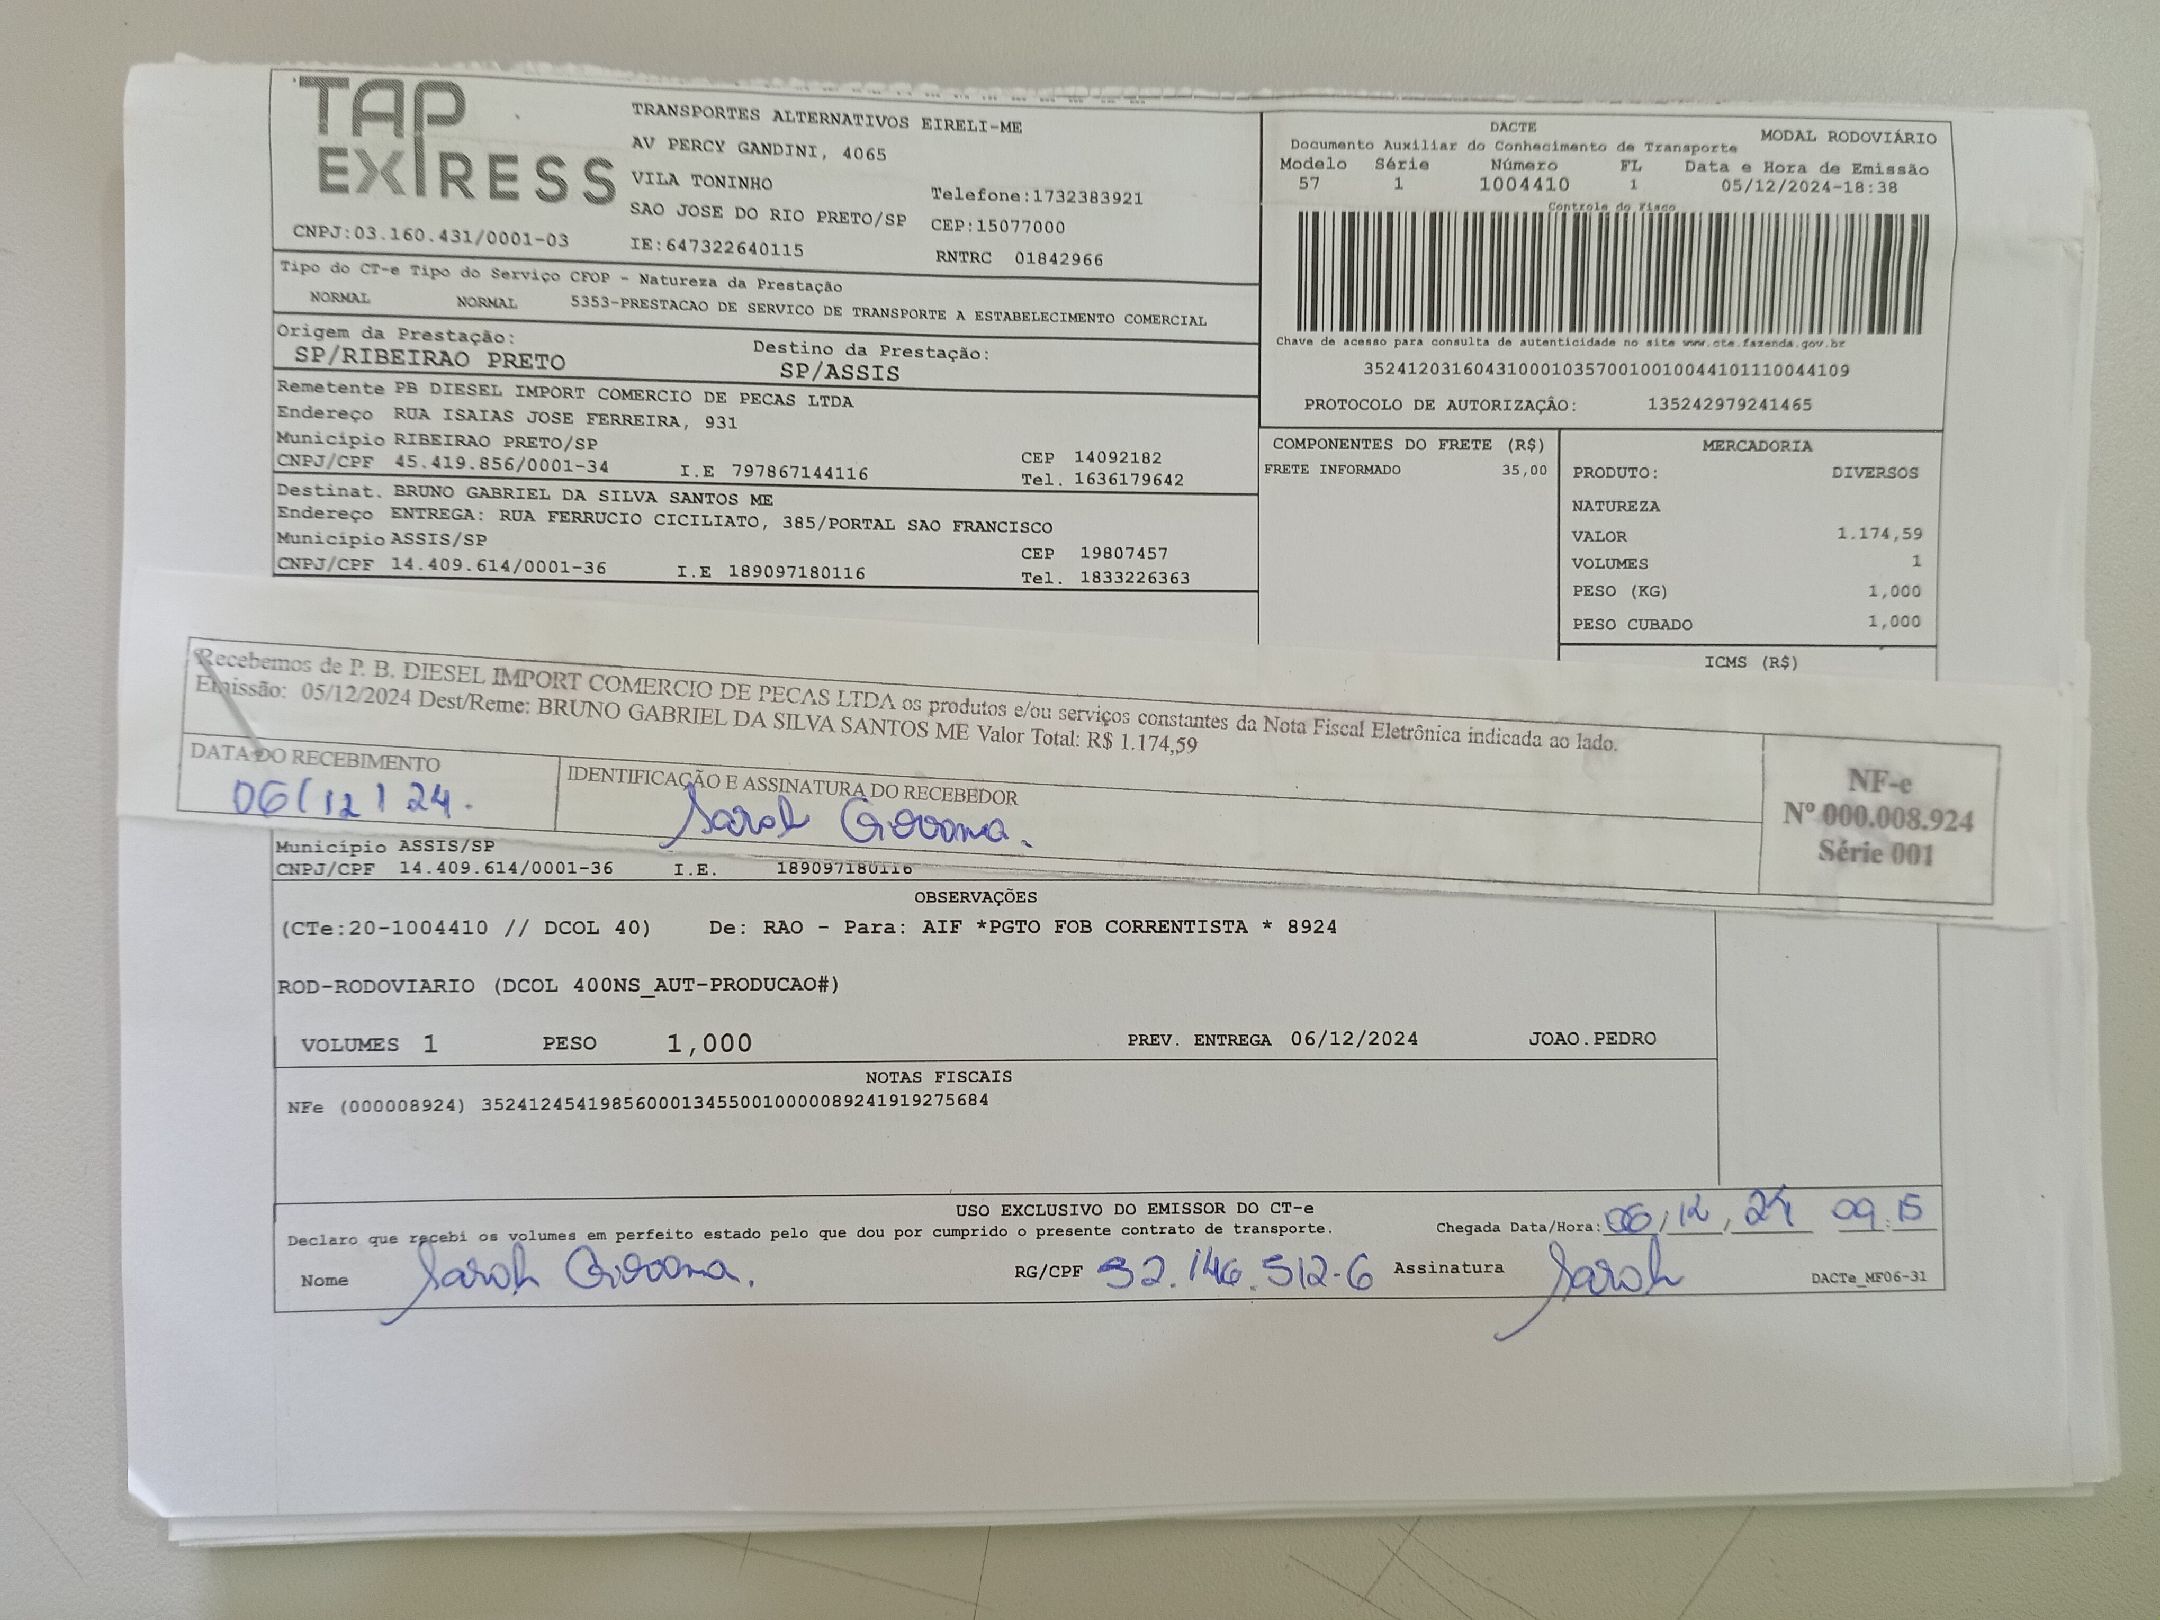 TAP
EXPRESS
TRANSPORTES ALTERNATIVOS EIRELI-ME
AV PERCY GANDINI, 4065
VILA TONINHO
Telefone:1732383921
SAO JOSE DO RIO PRETO/SP CEP:15077000
CNPJ:03.160.431/0001-03 IE:647322640115 RNTRC 01842966
DACTE MODAL RODOVIÁRIO
Documento Auxiliar do Conhecimento de Transporte
Modelo Série Número FL Data e Hora de Emissão
57 1 1004410 1 05/12/2024-18:38
Controle do Fisco
Chave de acesso para consulta de autenticidade no site www.cte.fazenda.gov.br
35241203160431000103570010010044101110044109
PROTOCOLO DE AUTORIZAÇÂO: 135242979241465
Tipo do CT-e Tipo do Serviço CFOP - Natureza da Prestação
NORMAL NORMAL 5353-PRESTACAO DE SERVICO DE TRANSPORTE A ESTABELECIMENTO COMERCIAL
Origem da Prestação: Destino da Prestação:
SP/RIBEIRAO PRETO SP/ASSIS
Remetente PB DIESEL IMPORT COMERCIO DE PECAS LTDA
Endereço RUA ISAIAS JOSE FERREIRA, 931
Município RIBEIRAO PRETO/SP CEP 14092182
CNPJ/CPF 45.419.856/0001-34 I.E 797867144116 Tel. 1636179642
Destinat. BRUNO GABRIEL DA SILVA SANTOS ME
Endereço ENTREGA: RUA FERRUCIO CICILIATO, 385/PORTAL SAO FRANCISCO
Município ASSIS/SP CEP 19807457
CNPJ/CPF 14.409.614/0001-36 I.E 189097180116 Tel. 1833226363
COMPONENTES DO FRETE (R$)
FRETE INFORMADO 35,00
MERCADORIA
PRODUTO: DIVERSOS
NATUREZA
VALOR 1.174,59
VOLUMES 1
PESO (KG) 1,000
PESO CUBADO 1,000
ICMS (R$)
Recebemos de P. B. DIESEL IMPORT COMERCIO DE PECAS LTDA os produtos e/ou serviços constantes da Nota Fiscal Eletrônica indicada ao lado.
Emissão: 05/12/2024 Dest/Reme: BRUNO GABRIEL DA SILVA SANTOS ME Valor Total: R$ 1.174,59
DATA DO RECEBIMENTO IDENTIFICAÇÃO E ASSINATURA DO RECEBEDOR
06/12/24. Sarah Giovana.
NF-e
Nº 000.008.924
Série 001
Município ASSIS/SP
CNPJ/CPF 14.409.614/0001-36 I.E. 189097180116
OBSERVAÇÕES
(CTe:20-1004410 // DCOL 40) De: RAO - Para: AIF *PGTO FOB CORRENTISTA * 8924
ROD-RODOVIARIO (DCOL 400NS_AUT-PRODUCAO#)
VOLUMES 1 PESO 1,000 PREV. ENTREGA 06/12/2024 JOAO.PEDRO
NOTAS FISCAIS
NFe (000008924) 35241245419856000134550010000089241919275684
USO EXCLUSIVO DO EMISSOR DO CT-e
Declaro que recebi os volumes em perfeito estado pelo que dou por cumprido o presente contrato de transporte. Chegada Data/Hora: 06/12/24 09:15
Nome Sarah Giovana. RG/CPF 52.146.512-6 Assinatura Sarah DACTe_MF06-31